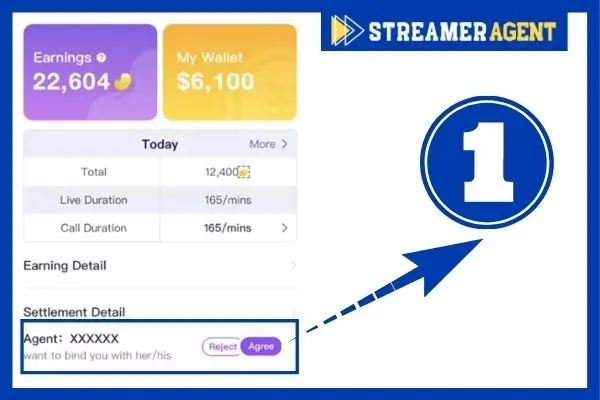 STREAMER AGENT
Earnings ?
22,604
My Wallet
$6,100
Today
More >
Total
12,400
Live Duration
165/mins
Call Duration
165/mins >
Earning Detail >
Settlement Detail >
Agent: XXXXXX
want to bind you with her/his
Reject
Agree
1